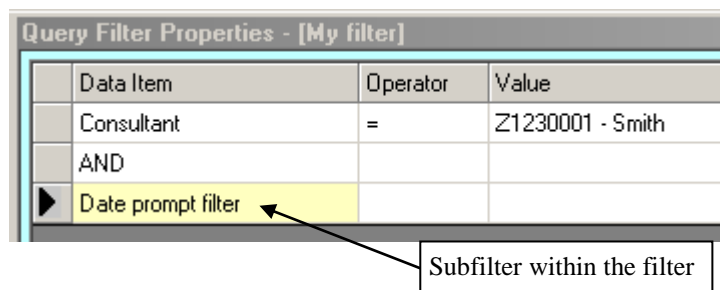 Query Filter Properties - [My filter]
Data Item Operator Value
Consultant = Z1230001 - Smith
AND
Date prompt filter
Subfilter within the filter